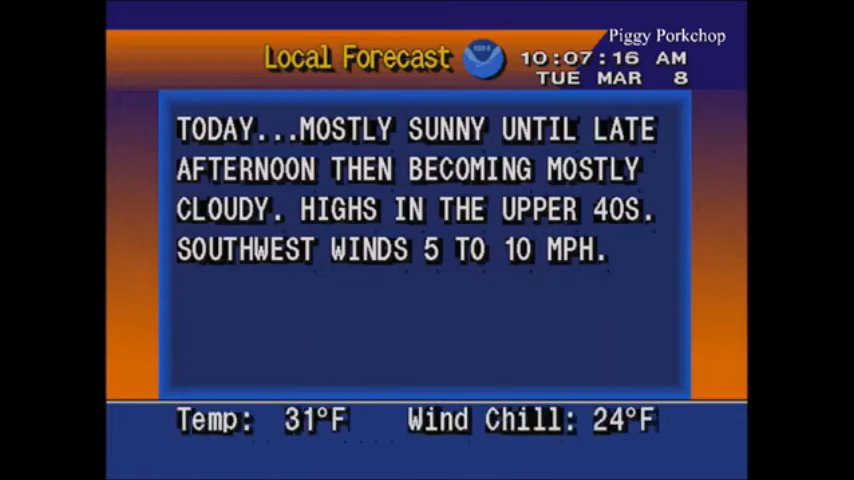 Piggy Porkchop
Local Forecast
10:07:16 AM
TUE MAR 8
TODAY...MOSTLY SUNNY UNTIL LATE
AFTERNOON THEN BECOMING MOSTLY
CLOUDY. HIGHS IN THE UPPER 40S.
SOUTHWEST WINDS 5 TO 10 MPH.
Temp: 31°F Wind Chill: 24°F